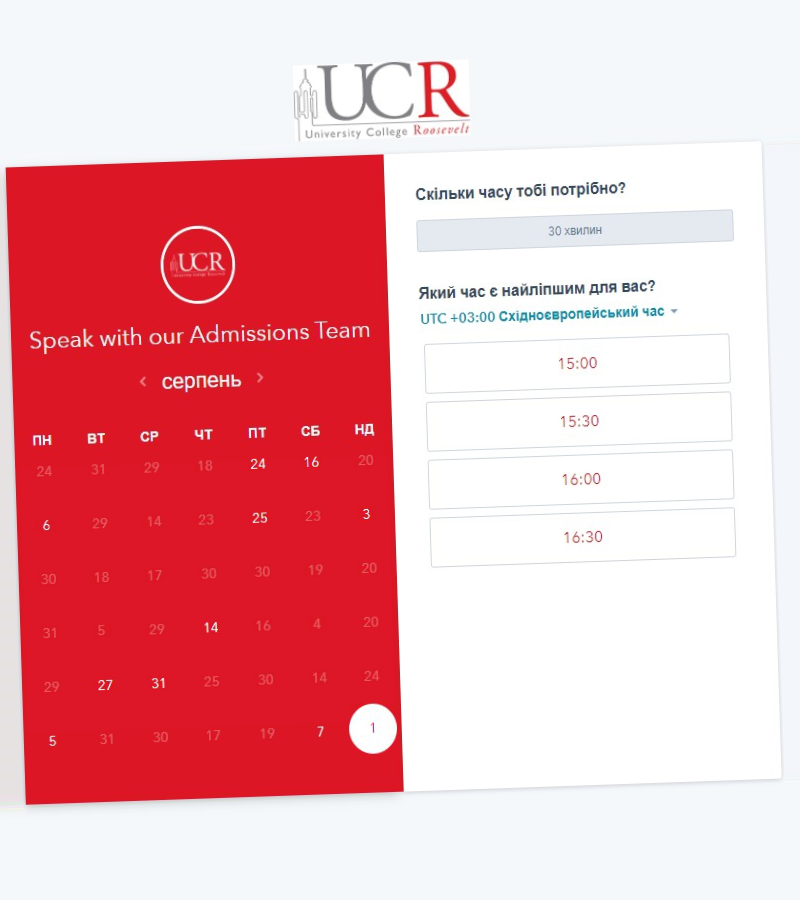 UCR
University College Roosevelt
UCR
Speak with our Admissions Team
серпень
ПН ВТ СР ЧТ ПТ СБ НД
24 31 29 18 24 16 20
6 29 14 23 25 23 3
30 18 17 30 30 19 20
31 5 29 14 16 4 20
29 27 31 25 30 14 24
5 31 30 17 19 7 1
Скільки часу тобі потрібно?
30 хвилин
Який час є найліпшим для вас?
UTC +03:00 Східноєвропейський час
15:00
15:30
16:00
16:30